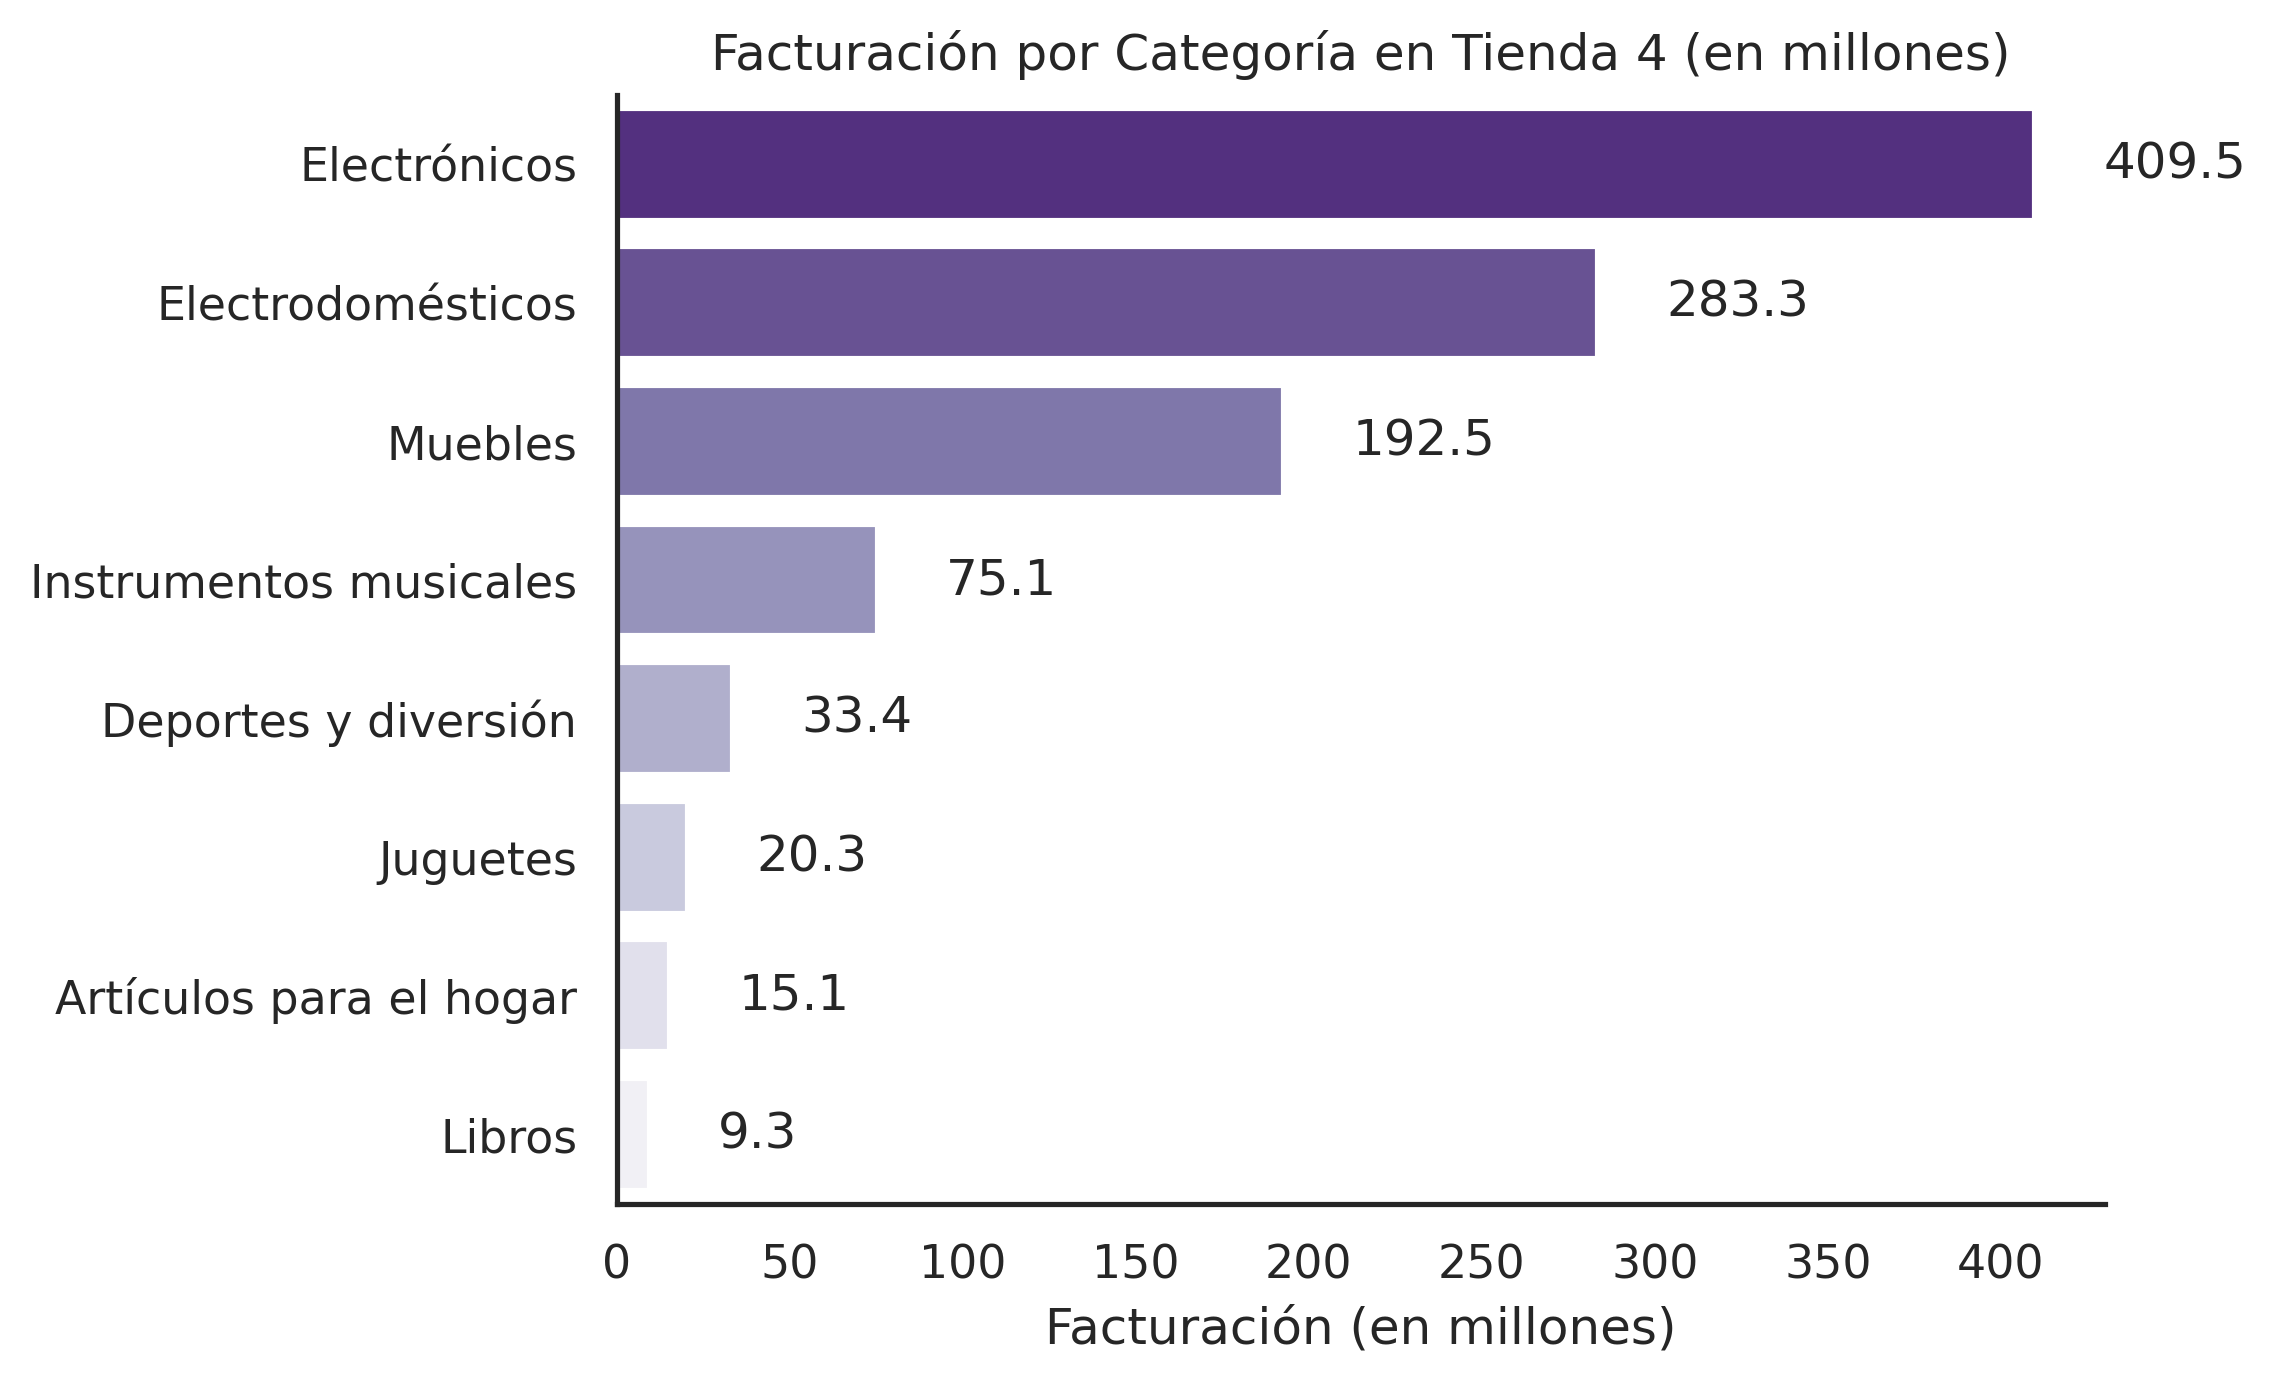 Facturación por Categoría en Tienda 4 (en millones)
Electrónicos 409.5
Electrodomésticos 283.3
Muebles 192.5
Instrumentos musicales 75.1
Deportes y diversión 33.4
Juguetes 20.3
Artículos para el hogar 15.1
Libros 9.3
0 50 100 150 200 250 300 350 400
Facturación (en millones)